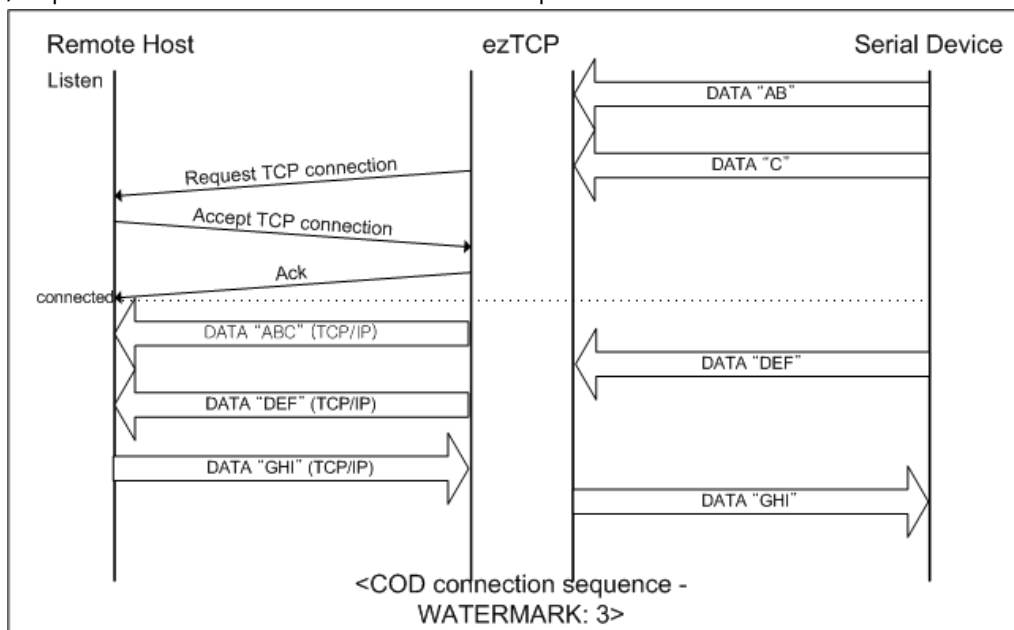 Remote Host
ezTCP
Serial Device
Listen
DATA “AB”
DATA “C”
Request TCP connection
Accept TCP connection
Ack
connected
DATA “ABC” (TCP/IP)
DATA “DEF”
DATA “DEF” (TCP/IP)
DATA “GHI” (TCP/IP)
DATA “GHI”
<COD connection sequence -
WATERMARK: 3>